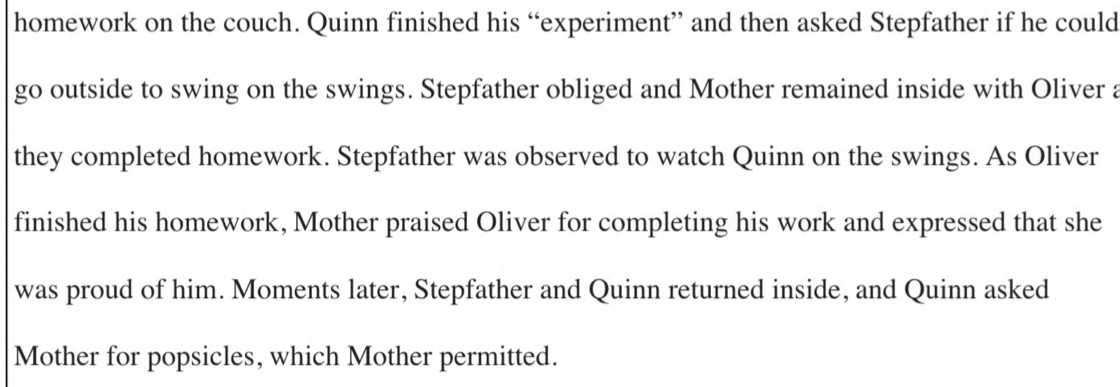 homework on the couch. Quinn finished his “experiment” and then asked Stepfather if he could
go outside to swing on the swings. Stepfather obliged and Mother remained inside with Oliver
they completed homework. Stepfather was observed to watch Quinn on the swings. As Oliver
finished his homework, Mother praised Oliver for completing his work and expressed that she
was proud of him. Moments later, Stepfather and Quinn returned inside, and Quinn asked
Mother for popsicles, which Mother permitted.